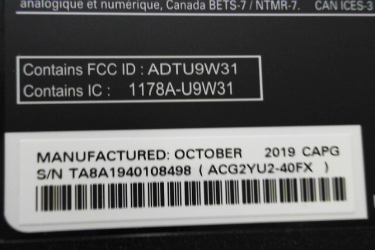 analogique et numérique, Canada BETS-7 / NTMR-7. CAN ICES-3
Contains FCC ID : ADTU9W31
Contains IC : 1178A-U9W31
MANUFACTURED: OCTOBER 2019 CAPG
S/N TA8A1940108498 ( ACG2YU2-40FX )